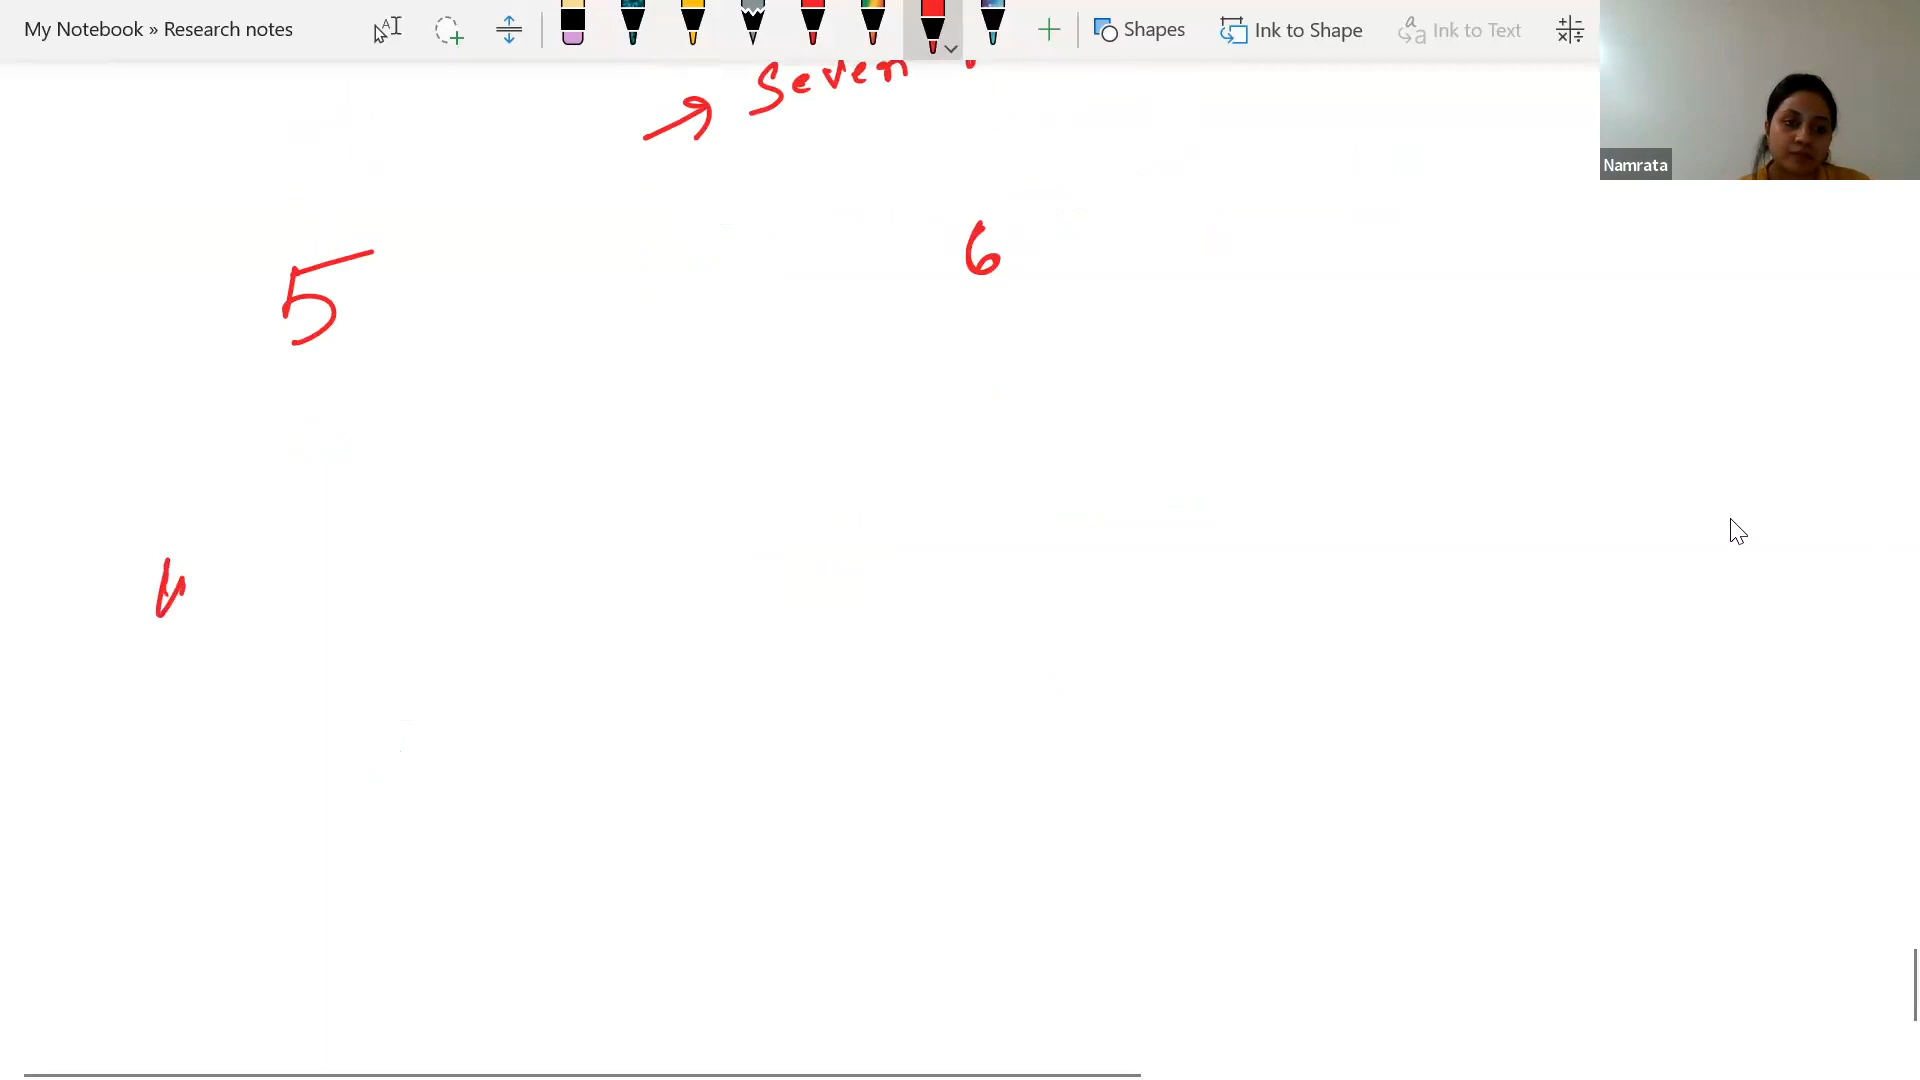 My Notebook » Research notes
Shapes
Ink to Shape
Ink to Text
Namrata
→ Seven
5
6